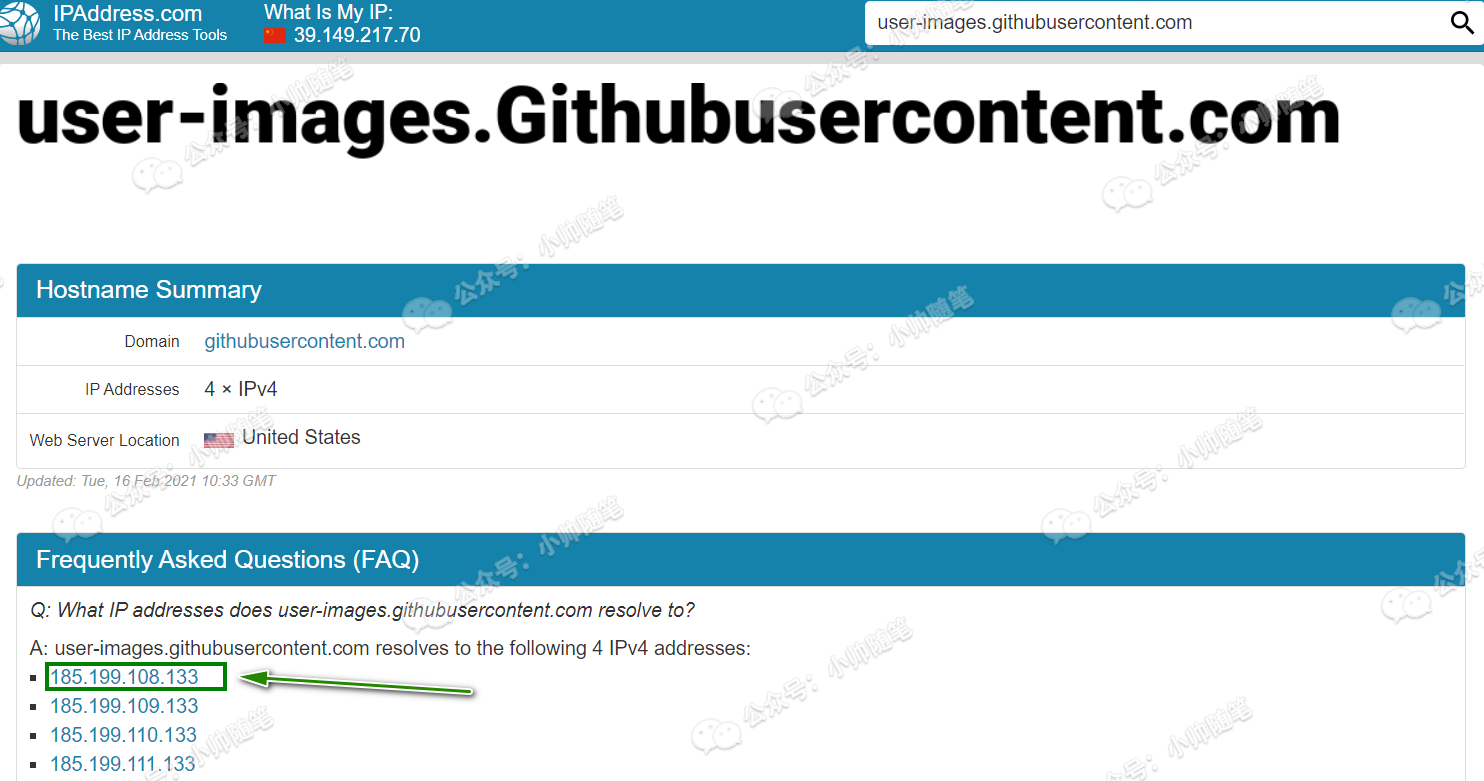 IPAddress.com
The Best IP Address Tools
What Is My IP:
39.149.217.70
user-images.githubusercontent.com
user-images.Githubusercontent.com
Hostname Summary
Domain githubusercontent.com
IP Addresses 4 × IPv4
Web Server Location United States
Updated: Tue, 16 Feb 2021 10:33 GMT
Frequently Asked Questions (FAQ)
Q: What IP addresses does user-images.githubusercontent.com resolve to?
A: user-images.githubusercontent.com resolves to the following 4 IPv4 addresses:
185.199.108.133
185.199.109.133
185.199.110.133
185.199.111.133
公众号：小帅随笔